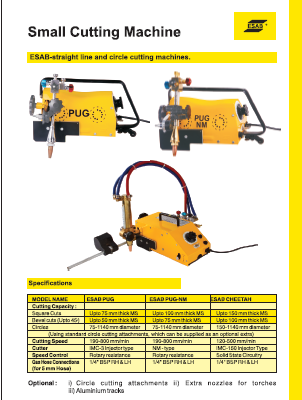 Small Cutting Machine
ESAB
ESAB-straight line and circle cutting machines.
PUG
PUG
NM
Specifications
MODEL NAME ESAB PUG ESAB PUG-NM ESAB CHEETAH
Cutting Capacity:
Square Cuts Upto 75 mm thick MS Upto 100 mm thick MS Upto 150 mm thick MS
Bevel cuts (Upto 45) Upto 50 mm thick MS Upto 75 mm thick MS Upto 100 mm thick MS
Circles 75-1140 mm diameter 75-1140 mm diameter 150-1140 mm diameter
(Using standard circle cutting attachments, which can be supplied as an optional extra)
Cutting Speed 190-800 mm/min 190-800 mm/min 120-500 mm/min
Cutter IMC-3 Injector type NM- type IMC-100 Injector Type
Speed Control Rotary resistance Rotary resistance Solid State Circuitry
Gas Hose Connections 1/4" BSP RH & LH 1/4" BSP RH & LH 1/4" BSP RH & LH
(for 5 mm Hose)
Optional : i) Circle cutting attachments ii) Extra nozzles for torches
iii) Aluminium tracks